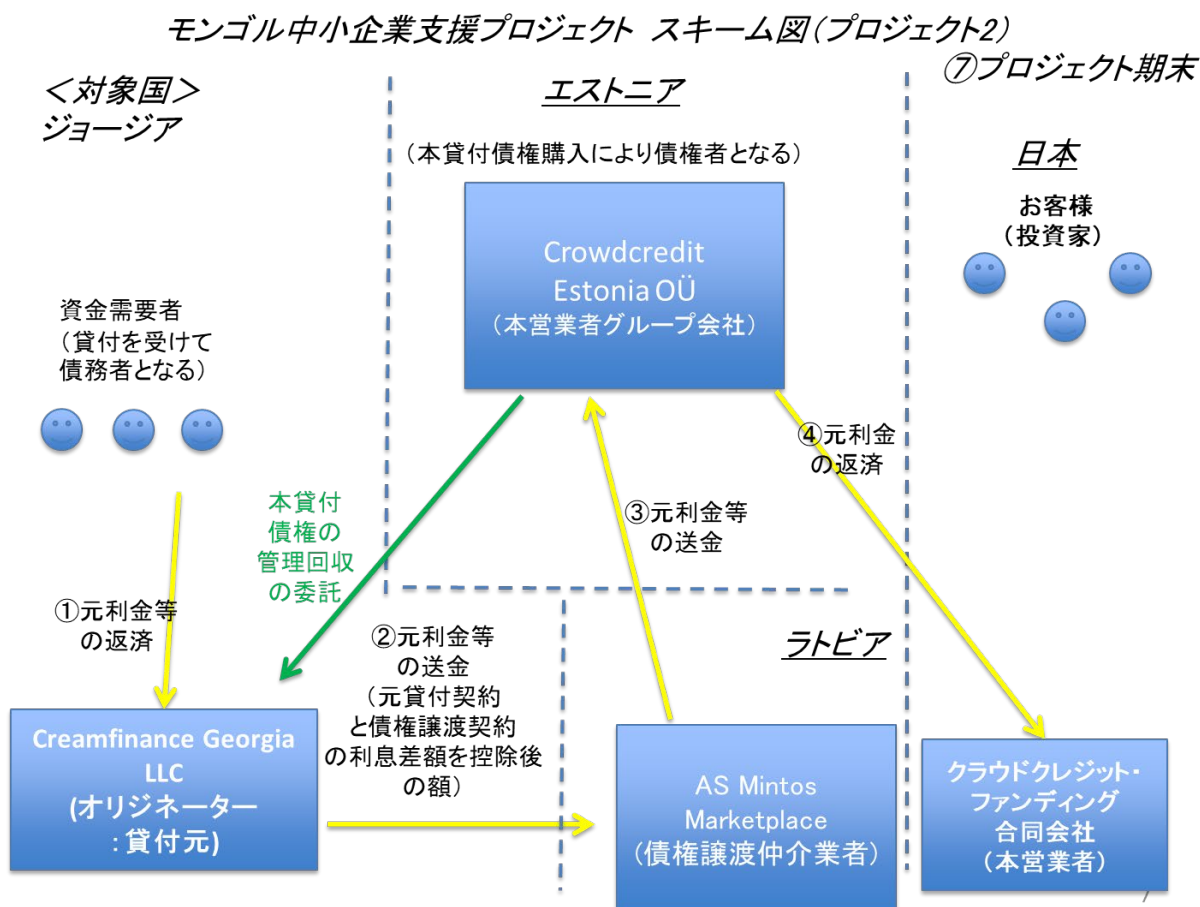 モンゴル中小企業支援プロジェクト スキーム図(プロジェクト2)
<対象国>
ジョージア
エストニア
⑦プロジェクト期末
(本貸付債権購入により債権者となる)
日本
お客様
(投資家)
Crowdcredit
Estonia OÜ
(本営業者グループ会社)
資金需要者
(貸付を受けて
債務者となる)
④元利金
の返済
本貸付
債権の
管理回収
の委託
③元利金等
の送金
①元利金等
の返済
②元利金等
の送金
(元貸付契約
と債権譲渡契約
の利息差額を控除後
の額)
ラトビア
Creamfinance Georgia
LLC
(オリジネーター
:貸付元)
AS Mintos
Marketplace
(債権譲渡仲介業者)
クラウドクレジット・
ファンディング
合同会社
(本営業者)